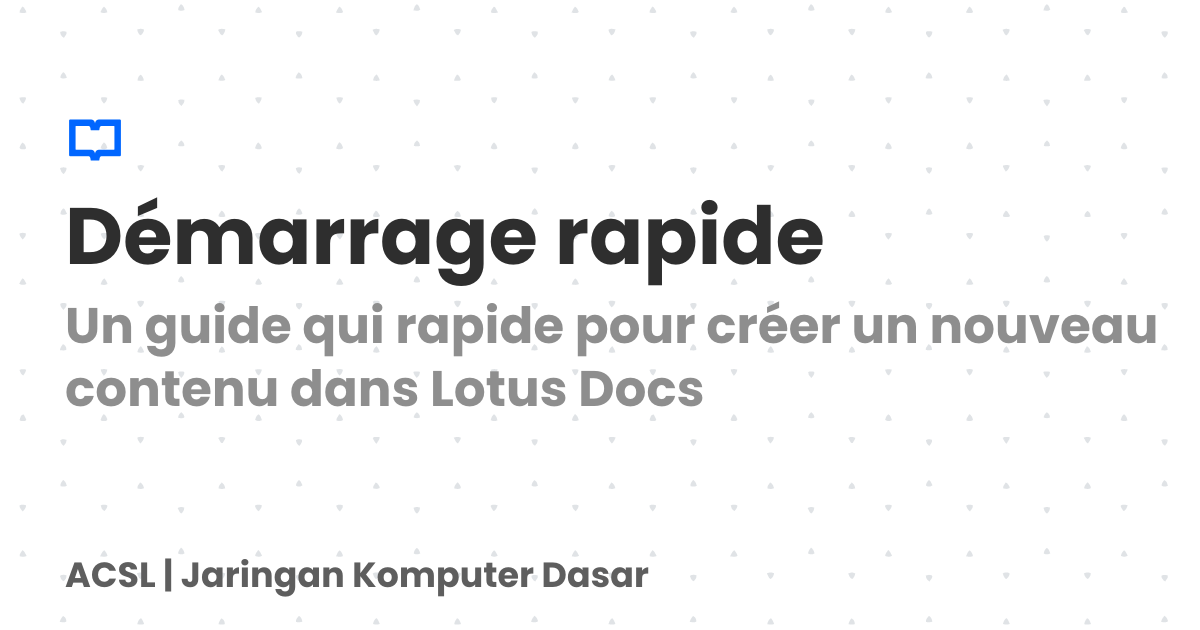 Démarrage rapide
Un guide qui rapide pour créer un nouveau
contenu dans Lotus Docs
ACSL | Jaringan Komputer Dasar